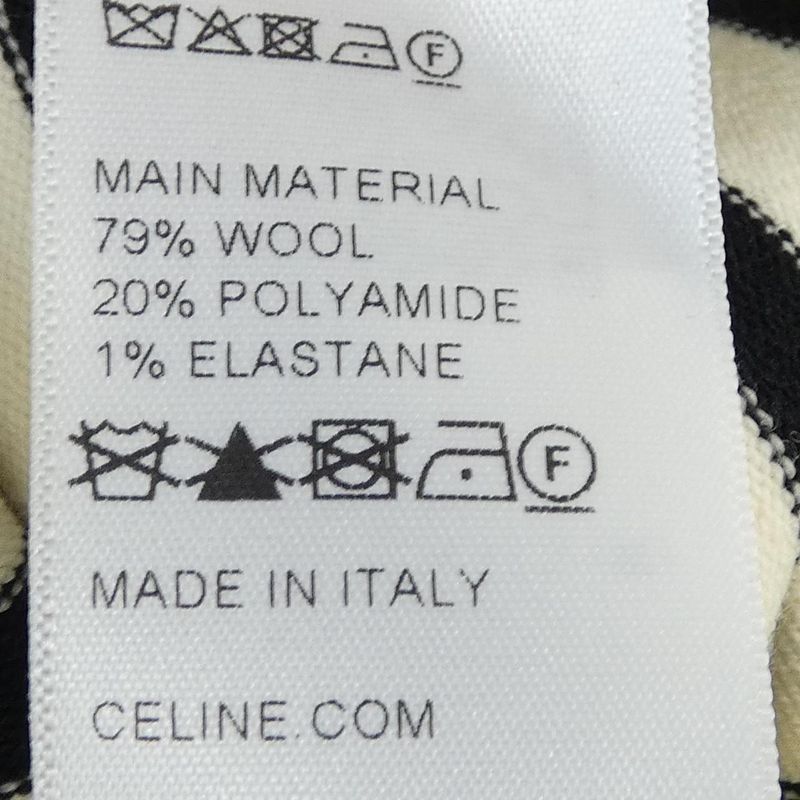 F
MAIN MATERIAL
79% WOOL
20% POLYAMIDE
1% ELASTANE
F
MADE IN ITALY
CELINE.COM